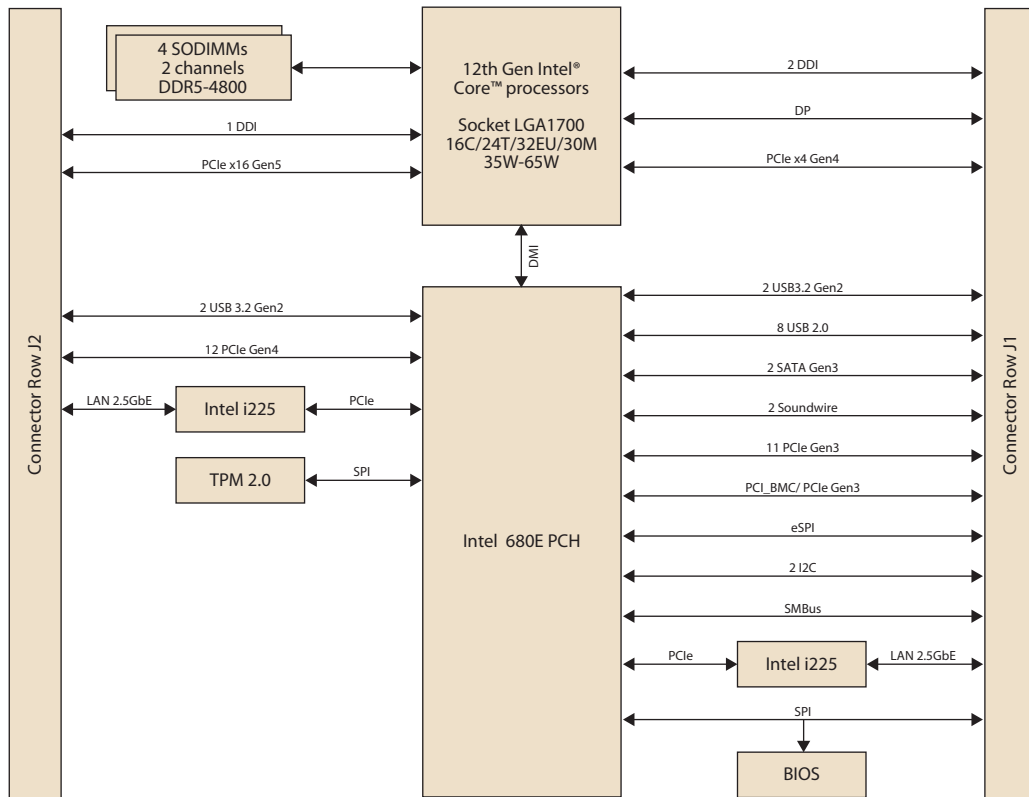 4 SODIMMs
2 channels
DDR5-4800
12th Gen Intel®
Core™ processors
Socket LGA1700
16C/24T/32EU/30M
35W-65W
1 DDI
PCIe x16 Gen5
2 DDI
DP
PCIe x4 Gen4
DMI
Connector Row J2
2 USB 3.2 Gen2
12 PCIe Gen4
LAN 2.5GbE
Intel i225
PCIe
TPM 2.0
SPI
Intel 680E PCH
2 USB3.2 Gen2
8 USB 2.0
2 SATA Gen3
2 Soundwire
11 PCIe Gen3
PCI_BMC/ PCIe Gen3
eSPI
2 I2C
SMBus
PCIe
Intel i225
LAN 2.5GbE
SPI
BIOS
Connector Row J1